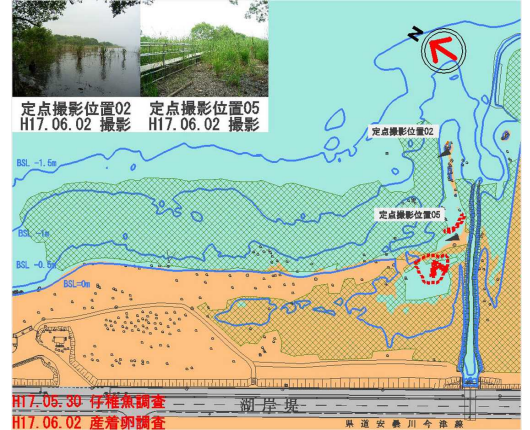 定点撮影位置02
H17.06.02 撮影
定点撮影位置05
H17.06.02 撮影
N
定点撮影位置02
BSL -1.5m
定点撮影位置05
BSL -1m
BSL -0.5m
BSL=0m
H17.05.30 仔稚魚調査
H17.06.02 産着卵調査
湖岸堤
県道安曇川今津線